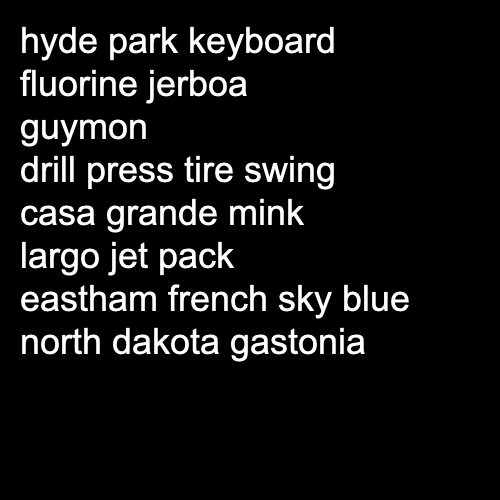 hyde park keyboard
fluorine jerboa
guymon
drill press tire swing
casa grande mink
largo jet pack
eastham french sky blue
north dakota gastonia